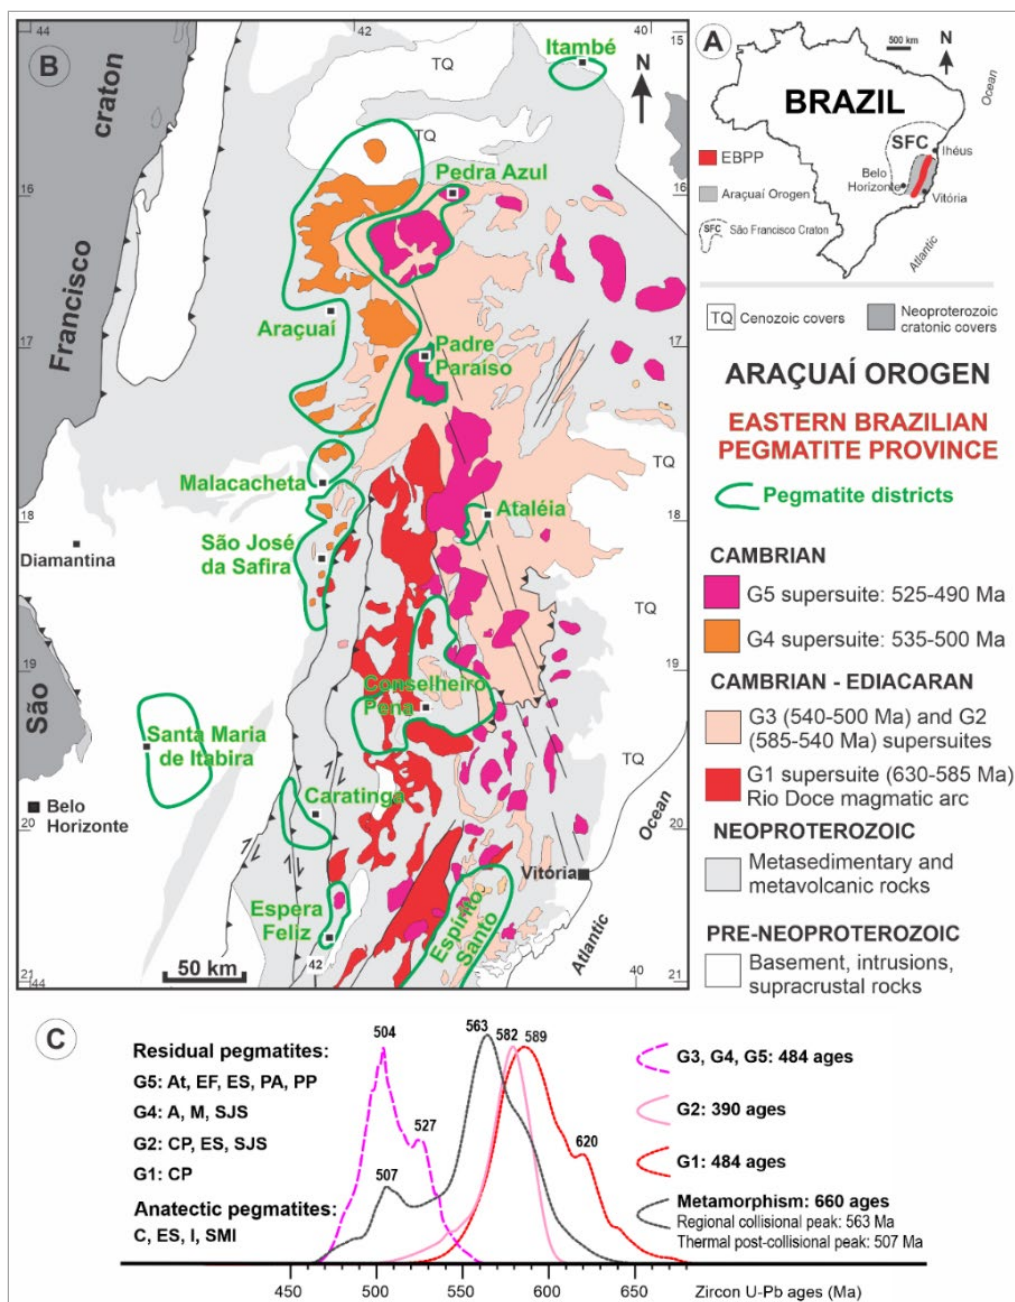 44
42
40
15
B
A
craton
Francisco
São
Itambé
N
TQ
TQ
Pedra Azul
16
16
Araçuaí
Padre
Paraíso
17
17
Malacacheta
TQ
Ataléia
18
18
Diamantina
São José
da Safira
TQ
19
19
Conselheiro
Pena
Santa Maria
de Itabira
TQ
Belo
Horizonte
Caratinga
20
20
Ocean
Vitória
Espera
Feliz
Espírito
Santo
Atlantic
50 km
42
40
21
44
21
500 km
N
BRAZIL
Ocean
SFC
Ilhéus
EBPP
Belo
Horizonte
Araçuaí Orogen
Vitória
SFC São Francisco Craton
Atlantic
TQ Cenozoic covers
Neoproterozoic
cratonic covers
ARAÇUAÍ OROGEN
EASTERN BRAZILIAN
PEGMATITE PROVINCE
Pegmatite districts
CAMBRIAN
G5 supersuite: 525-490 Ma
G4 supersuite: 535-500 Ma
CAMBRIAN - EDIACARAN
G3 (540-500 Ma) and G2
(585-540 Ma) supersuites
G1 supersuite (630-585 Ma)
Rio Doce magmatic arc
NEOPROTEROZOIC
Metasedimentary and
metavolcanic rocks
PRE-NEOPROTEROZOIC
Basement, intrusions,
supracrustal rocks
C
Residual pegmatites:
G5: At, EF, ES, PA, PP
G4: A, M, SJS
G2: CP, ES, SJS
G1: CP
Anatectic pegmatites:
C, ES, I, SMI
504
527
507
563
582
589
620
G3, G4, G5: 484 ages
G2: 390 ages
G1: 484 ages
Metamorphism: 660 ages
Regional collisional peak: 563 Ma
Thermal post-collisional peak: 507 Ma
450 500 550 600 650 Zircon U-Pb ages (Ma)